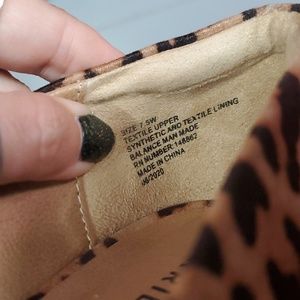 SIZE 7.5W
TEXTILE UPPER
SYNTHETIC AND TEXTILE LINING
BALANCE MAN MADE
RN NUMBER:148867
MADE IN CHINA
06/2020